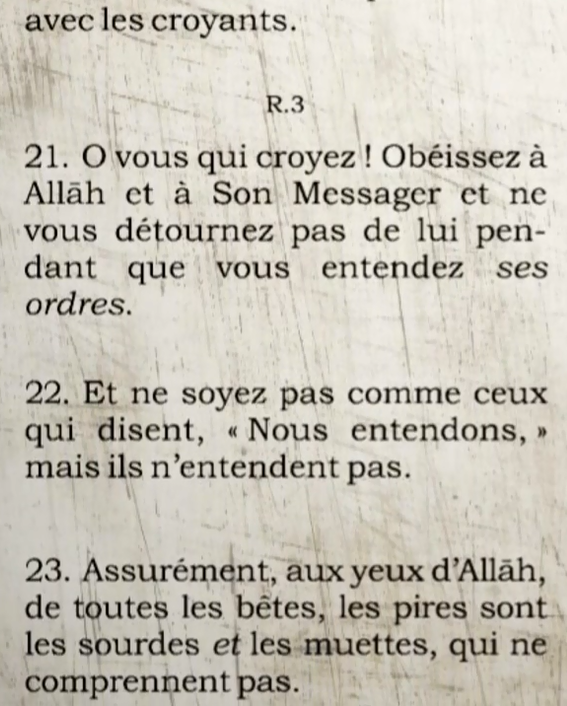 avec les croyants.
R.3
21. O vous qui croyez ! Obéissez à
Allāh et à Son Messager et ne
vous détournez pas de lui pen-
dant que vous entendez ses
ordres.
22. Et ne soyez pas comme ceux
qui disent, « Nous entendons, »
mais ils n’entendent pas.
23. Assurément, aux yeux d’Allāh,
de toutes les bêtes, les pires sont
les sourdes et les muettes, qui ne
comprennent pas.